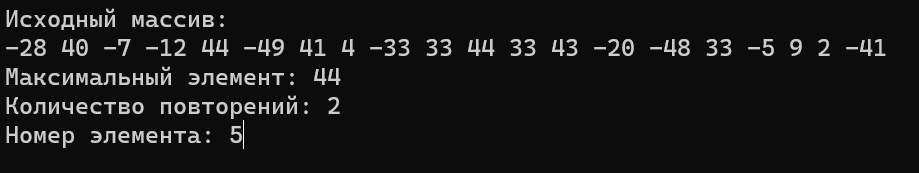 Исходный массив:
-28 40 -7 -12 44 -49 41 4 -33 33 44 33 43 -20 -48 33 -5 9 2 -41
Максимальный элемент: 44
Количество повторений: 2
Номер элемента: 5